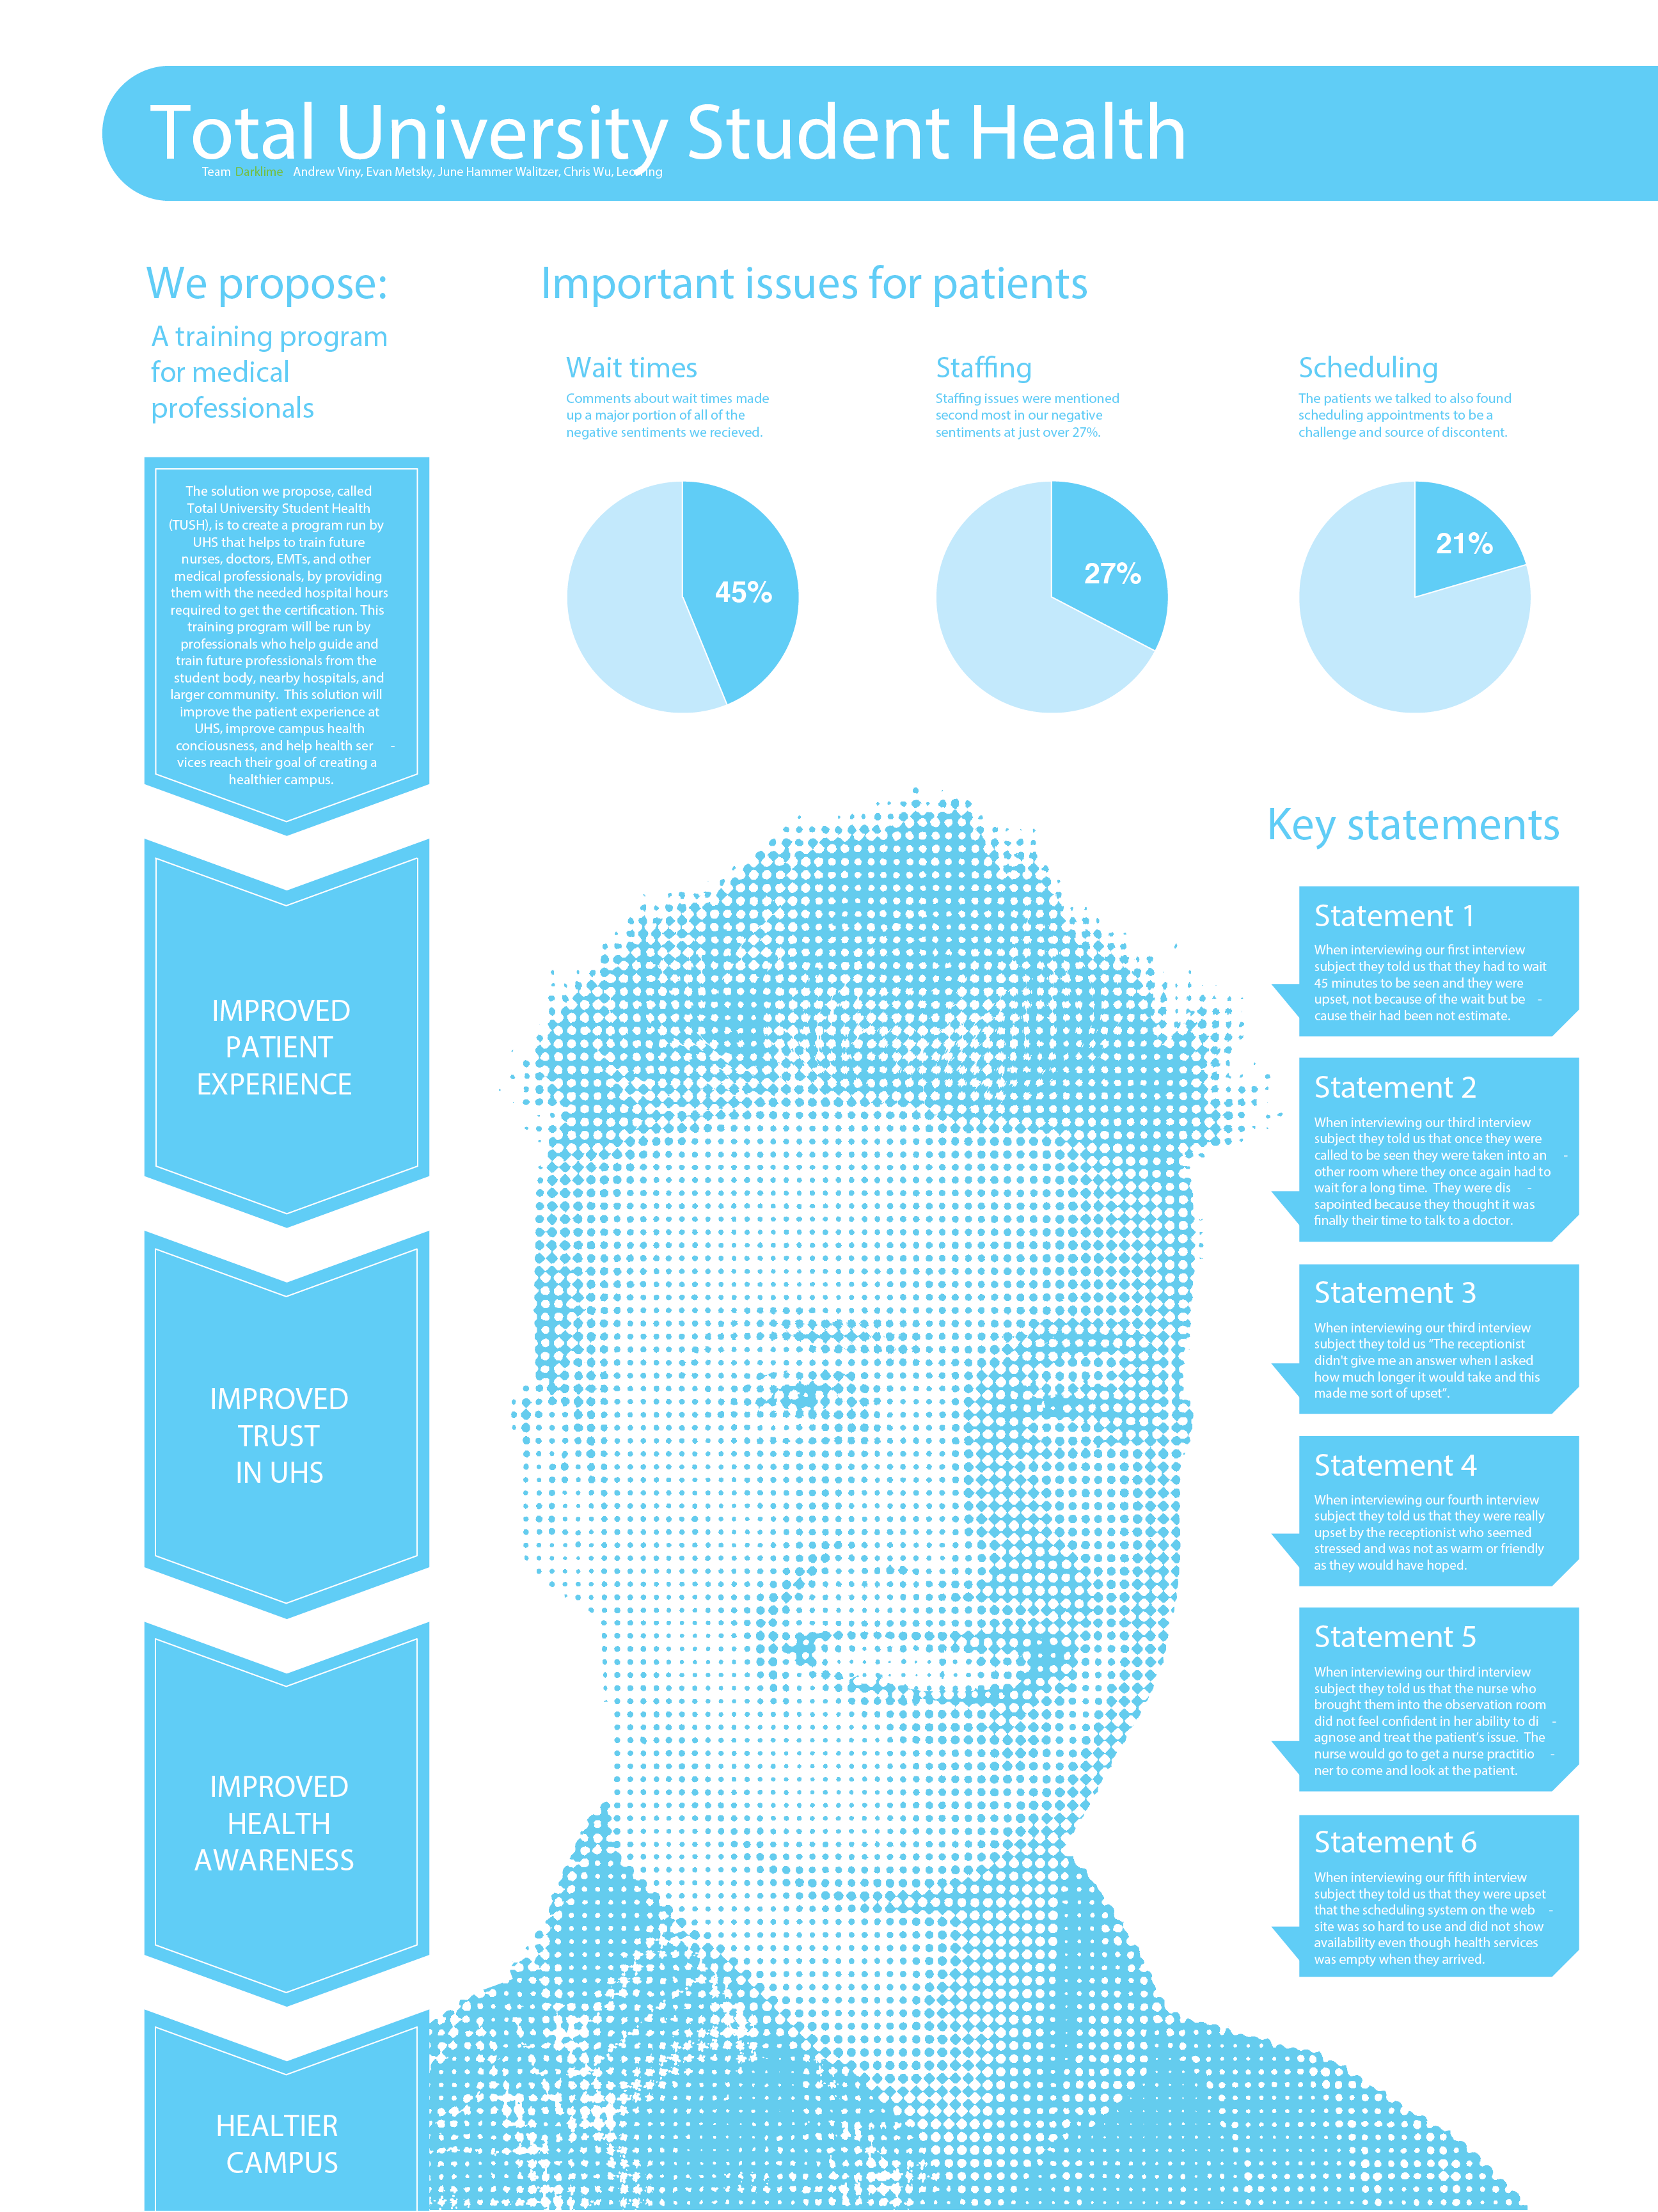 Total University Student Health
Team Darklime Andrew Viny, Evan Metsky, June Hammer Walitzer, Chris Wu, Leo
We propose:
A training program
for medical
professionals
The solution we propose, called
Total University Student Health
(TUSH), is to create a program run by
UHS that helps to train future
nurses, doctors, EMTs, and other
medical professionals, by providing
them with the needed hospital hours
required to get the certification. This
training program will be run by
professionals who help guide and
train future professionals from the
student body, nearby hospitals, and
larger community. This solution will
improve the patient experience at
UHS, improve campus health
conciousness, and help health ser -
vices reach their goal of creating a
healthier campus.
IMPROVED
PATIENT
EXPERIENCE
IMPROVED
TRUST
IN UHS
IMPROVED
HEALTH
AWARENESS
HEALTIER
CAMPUS
Important issues for patients
Wait times
Comments about wait times made
up a major portion of all of the
negative sentiments we recieved.
45%
Staffing
Staffing issues were mentioned
second most in our negative
sentiments at just over 27%.
27%
Scheduling
The patients we talked to also found
scheduling appointments to be a
challenge and source of discontent.
21%
Key statements
Statement 1
When interviewing our first interview
subject they told us that they had to wait
45 minutes to be seen and they were
upset, not because of the wait but be -
cause their had been not estimate.
Statement 2
When interviewing our third interview
subject they told us that once they were
called to be seen they were taken into an -
other room where they once again had to
wait for a long time. They were dis -
sapointed because they thought it was
finally their time to talk to a doctor.
Statement 3
When interviewing our third interview
subject they told us "The receptionist
didn't give me an answer when I asked
how much longer it would take and this
made me sort of upset".
Statement 4
When interviewing our fourth interview
subject they told us that they were really
upset by the receptionist who seemed
stressed and was not as warm or friendly
as they would have hoped.
Statement 5
When interviewing our third interview
subject they told us that the nurse who
brought them into the observation room
did not feel confident in her ability to di -
agnose and treat the patient's issue. The
nurse would go to get a nurse practitio -
ner to come and look at the patient.
Statement 6
When interviewing our fifth interview
subject they told us that they were upset
that the scheduling system on the web -
site was so hard to use and did not show
availability even though health services
was empty when they arrived.